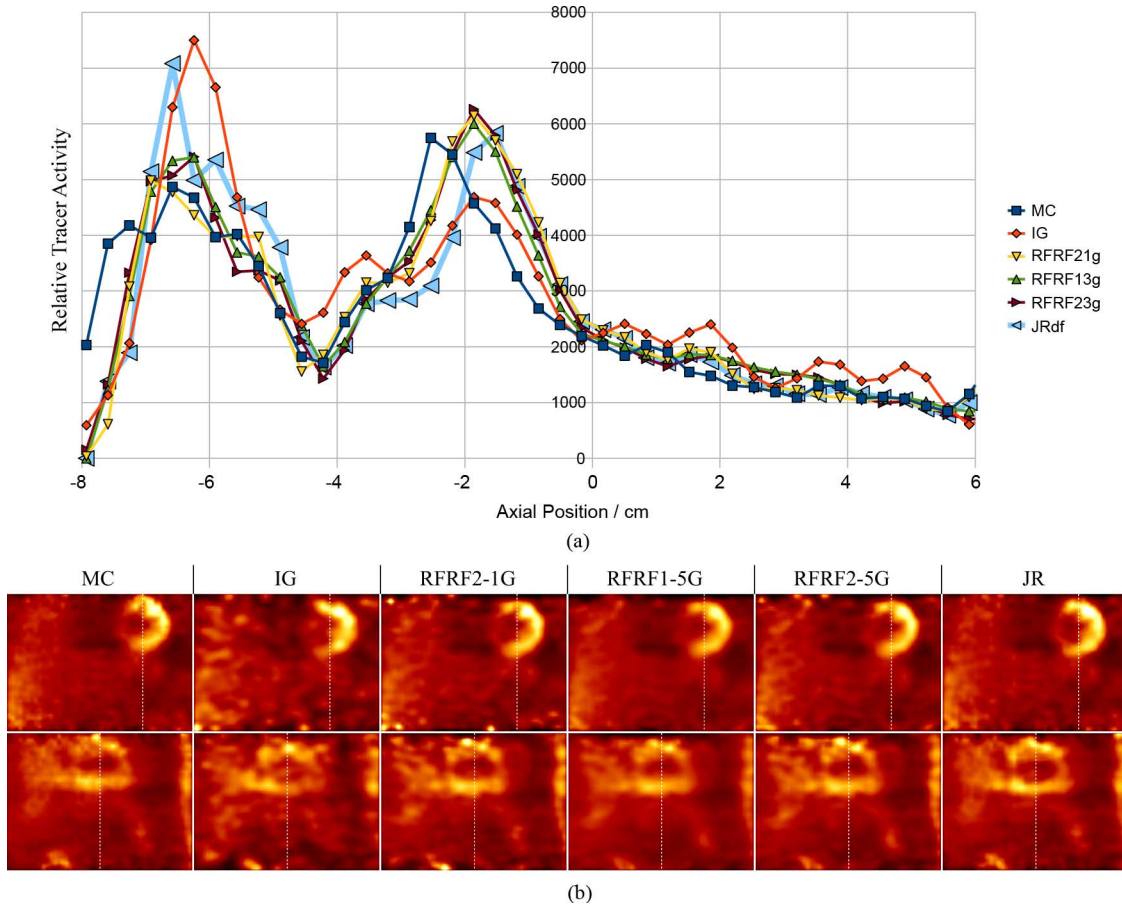 8000
7000
6000
5000
4000
3000
2000
1000
0
Relative Tracer Activity
-8 -6 -4 -2 0 2 4 6
Axial Position / cm
MC
IG
RFRF21g
RFRF13g
RFRF23g
JRdf
(a)
MC IG RFRF2-1G RFRF1-5G RFRF2-5G JR
(b)